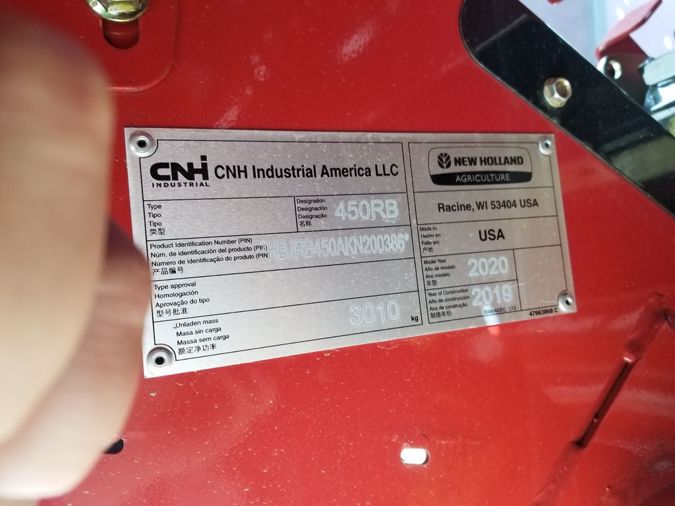 CNH INDUSTRIAL
CNH Industrial America LLC
Type
Tipo
Tipo
类型
Designation
Designación
Designação
名称
450RB
Product Identification Number (PIN)
Núm. de identificación del producto (PIN)
Número de identificação do produto (PIN)
产品编号
HBJRB450AKN200386*
Type approval
Homologación
Aprovação do tipo
型号批准
Unladen mass
Masa sin carga
Massa sem carga
额定净功率
3010
kg
NEW HOLLAND
AGRICULTURE
Racine, WI 53404 USA
Made in
Hecho en
Feito em
产地
USA
Model Year
Año de modelo
Ano de modelo
年型
2020
Year of Construction
Año de construcción
Ano de construção
制造年份
2019
47663868 C